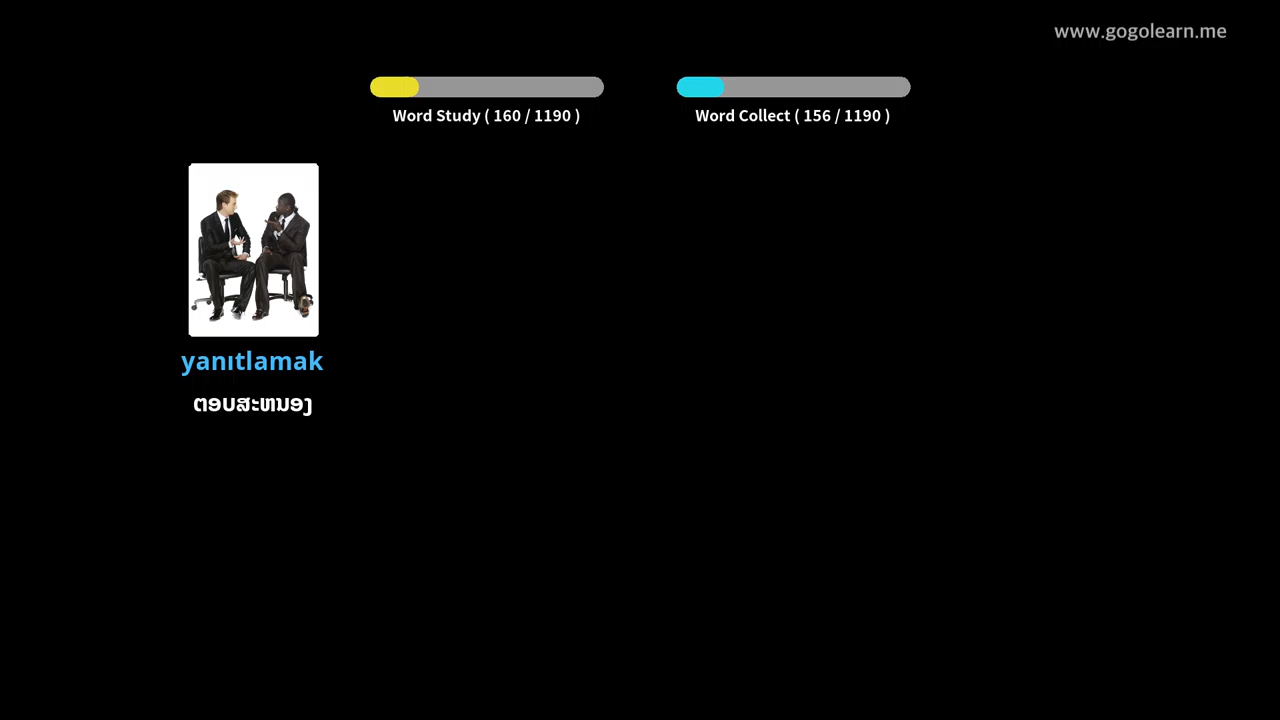 www.gogolearn.me
Word Study ( 160 / 1190 )
Word Collect ( 156 / 1190 )
yanıtlamak
ຕອບສະຫນອງ